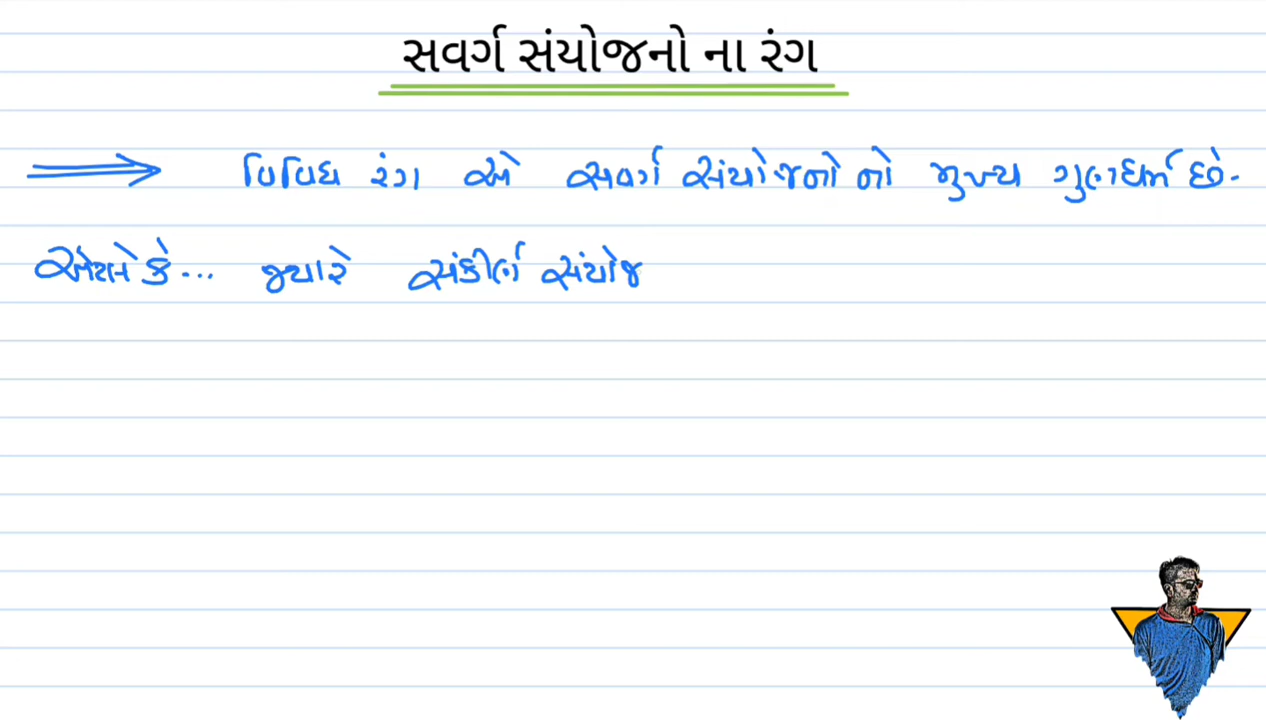 સવર્ગ સંયોજનો ના રંગ
⟹ વિવિધ રંગ એ સવર્ગ સંયોજનો નો મુખ્ય ગુણધર્મ છે.
એટલે કે... જ્યારે સંકીર્ણ સંયોજ